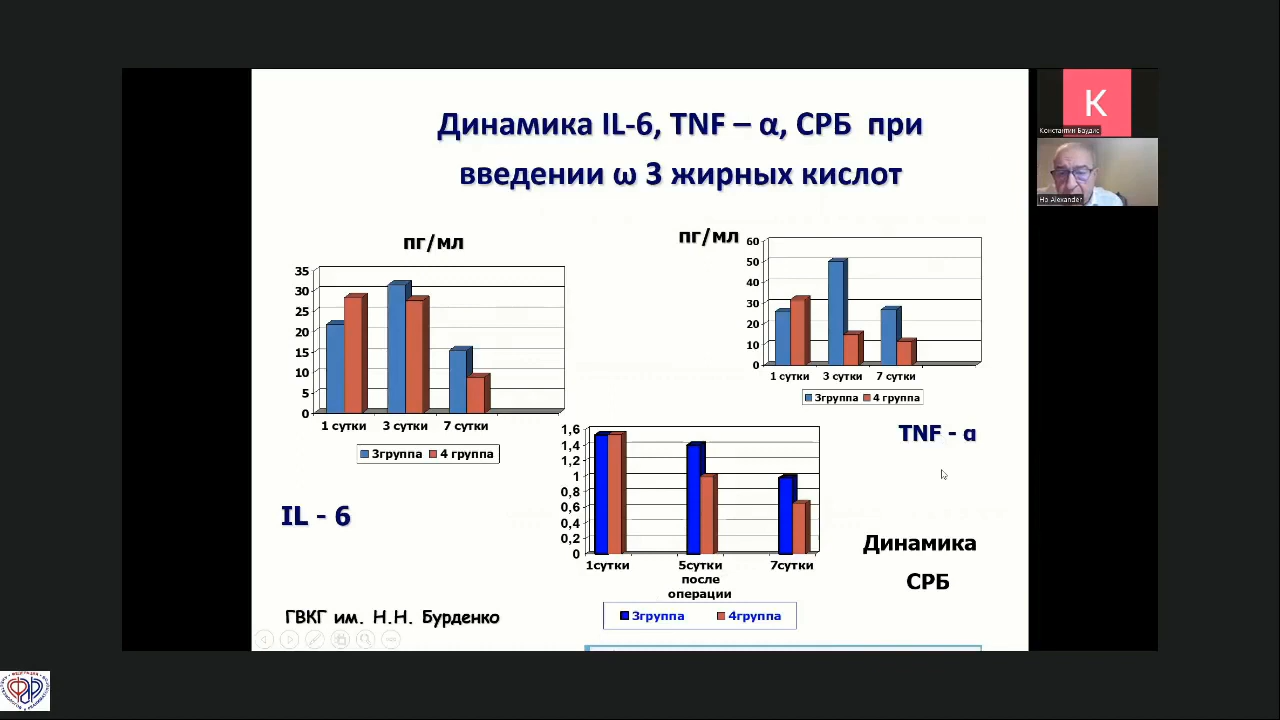 Динамика IL-6, TNF – α, СРБ при
введении ω 3 жирных кислот
пг/мл
35
30
25
20
15
10
5
0
1 сутки 3 сутки 7 сутки
3группа 4 группа
IL - 6
пг/мл
60
50
40
30
20
10
0
1 сутки 3 сутки 7 сутки
3группа 4 группа
TNF - α
1,6
1,4
1,2
1
0,8
0,6
0,4
0,2
0
1сутки 5сутки 7сутки
после
операции
3группа 4группа
Динамика
СРБ
ГВКГ им. Н.Н. Бурденко
K
Константин Баудис
Ho Alexander